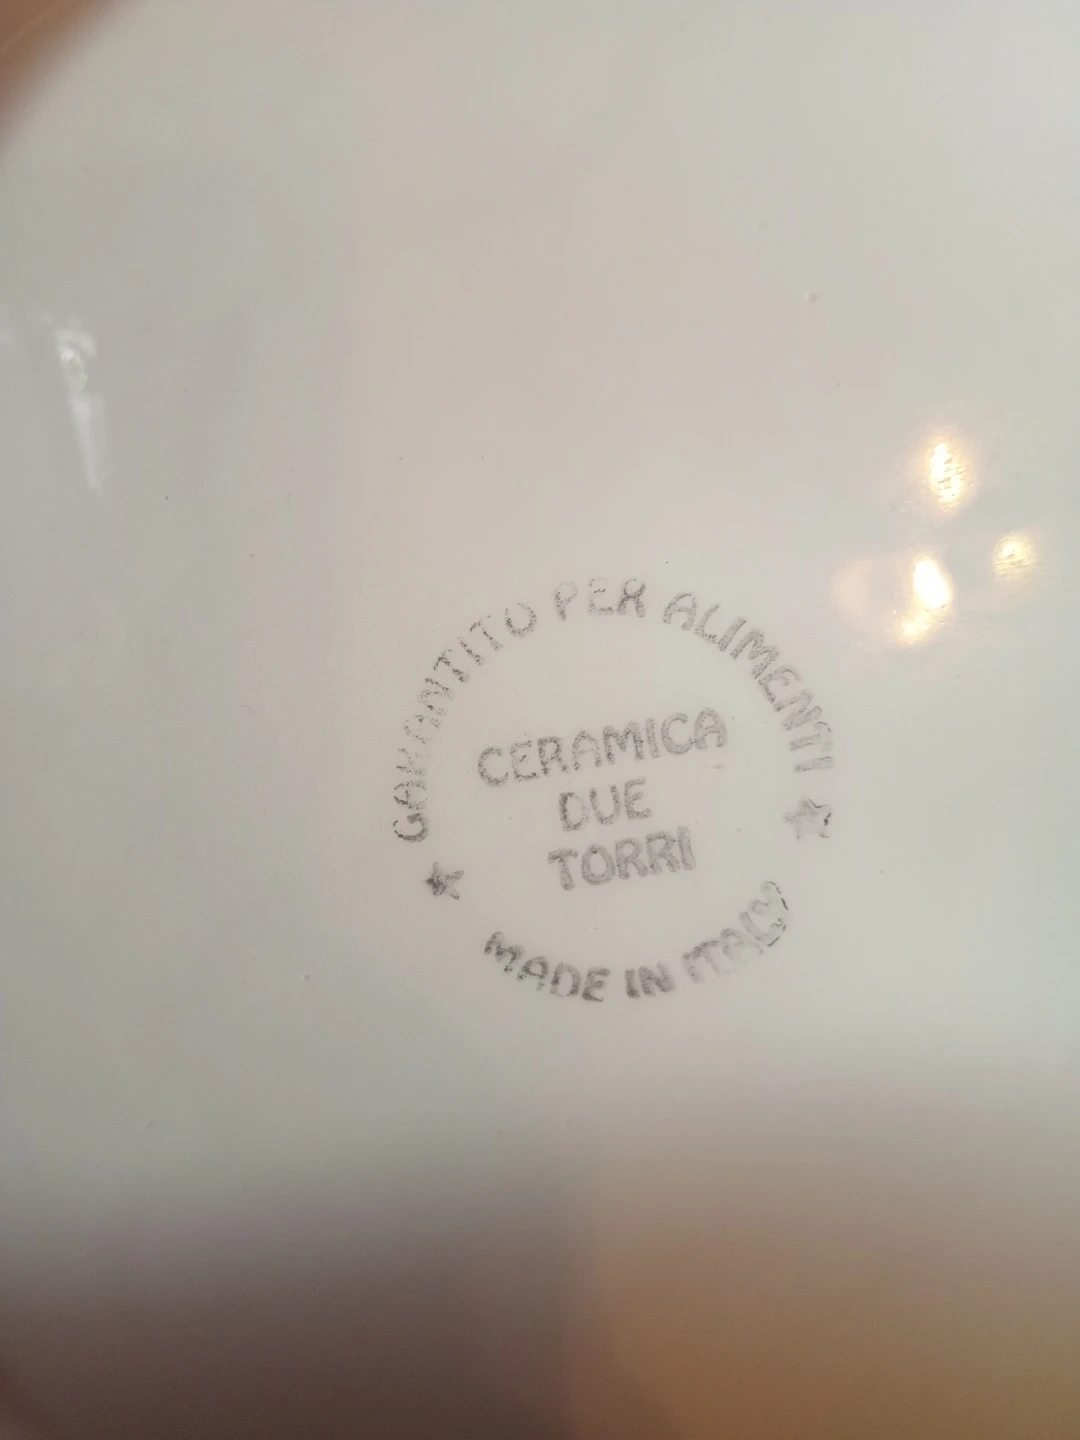 GARANTITO PER ALIMENTI
CERAMICA
DUE
TORRI
MADE IN ITALY